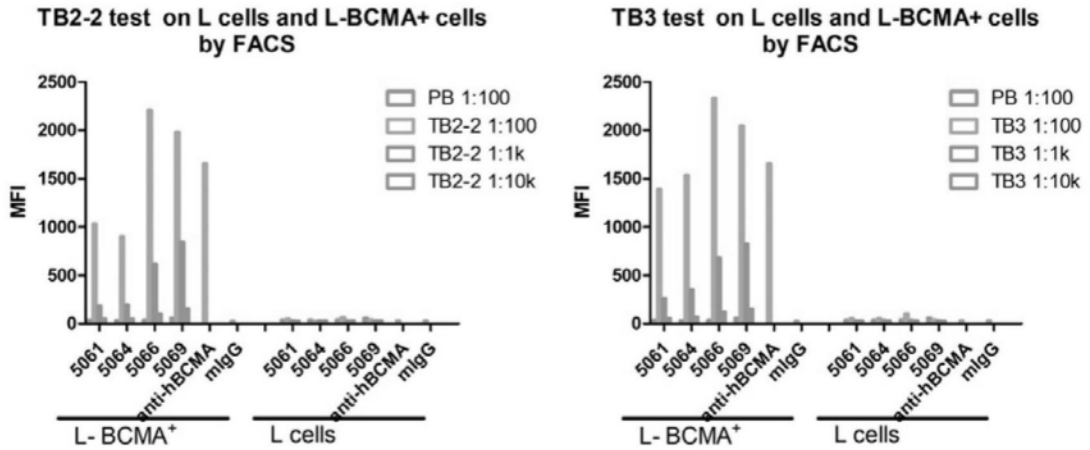 TB2-2 test on L cells and L-BCMA+ cells
by FACS
2500
2000
1500
1000
500
0
MFI
PB 1:100
TB2-2 1:100
TB2-2 1:1k
TB2-2 1:10k
5061
5064
5066
5069
anti-hBCMA
mIgG
5061
5064
5066
5069
anti-hBCMA
mIgG
L- BCMA+
L cells
TB3 test on L cells and L-BCMA+ cells
by FACS
2500
2000
1500
1000
500
0
MFI
PB 1:100
TB3 1:100
TB3 1:1k
TB3 1:10k
5061
5064
5066
5069
anti-hBCMA
mIgG
5061
5064
5066
5069
anti-hBCMA
mIgG
L- BCMA+
L cells